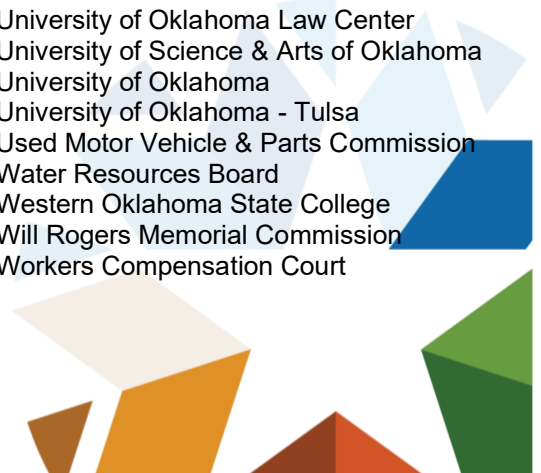 University of Oklahoma Law Center
University of Science & Arts of Oklahoma
University of Oklahoma
University of Oklahoma - Tulsa
Used Motor Vehicle & Parts Commission
Water Resources Board
Western Oklahoma State College
Will Rogers Memorial Commission
Workers Compensation Court